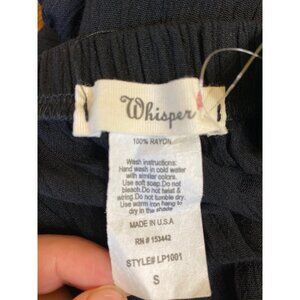 Whisper
100% RAYON
Wash instructions:
Hand wash in cold water
with similar colors.
Use soft soap.Do not
bleach.Do not twist &
wiring.Do not tumble dry.
Use warm iron hang to
dry in the shade
MADE IN U.S.A
RN # 153442
STYLE# LP1001
S